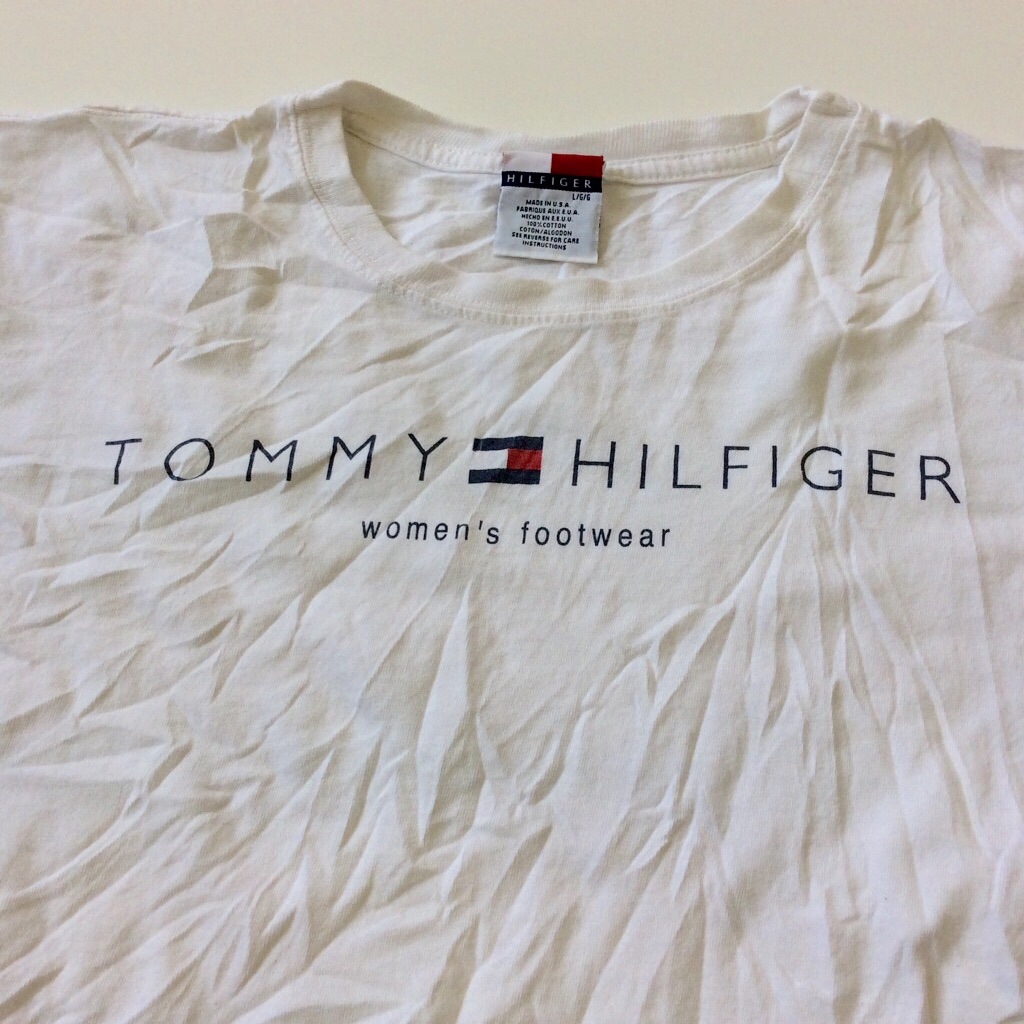 HILFIGER
L/G/G
MADE IN U.S.A.
FABRIQUE AUX E.U.A.
HECHO EN E.E.U.U.
100% COTTON
COTON/ALGODON
SEE REVERSE FOR CARE
INSTRUCTIONS
TOMMY HILFIGER
women's footwear